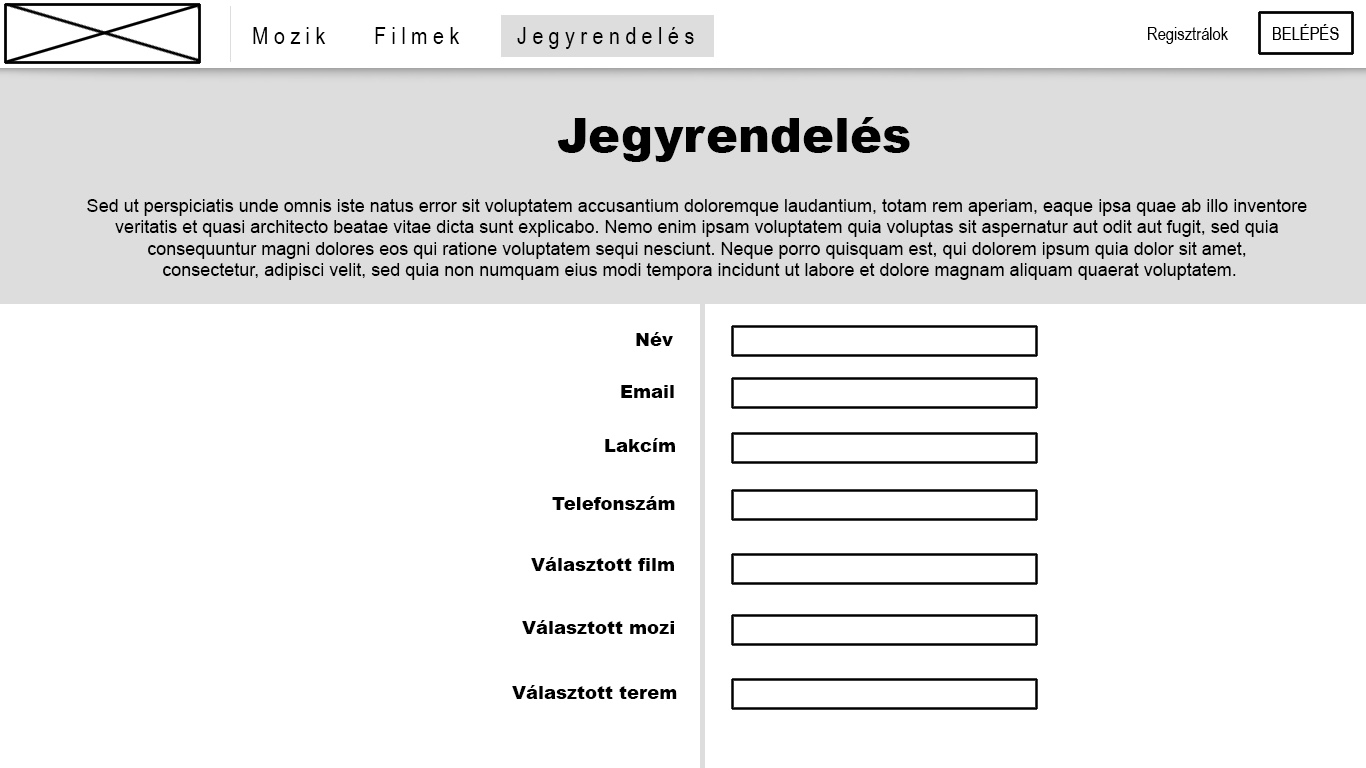 Mozik Filmek Jegyrendelés Regisztrálok BELÉPÉS
Jegyrendelés
Sed ut perspiciatis unde omnis iste natus error sit voluptatem accusantium doloremque laudantium, totam rem aperiam, eaque ipsa quae ab illo inventore
veritatis et quasi architecto beatae vitae dicta sunt explicabo. Nemo enim ipsam voluptatem quia voluptas sit aspernatur aut odit aut fugit, sed quia
consequuntur magni dolores eos qui ratione voluptatem sequi nesciunt. Neque porro quisquam est, qui dolorem ipsum quia dolor sit amet,
consectetur, adipisci velit, sed quia non numquam eius modi tempora incidunt ut labore et dolore magnam aliquam quaerat voluptatem.
Név
Email
Lakcím
Telefonszám
Választott film
Választott mozi
Választott terem